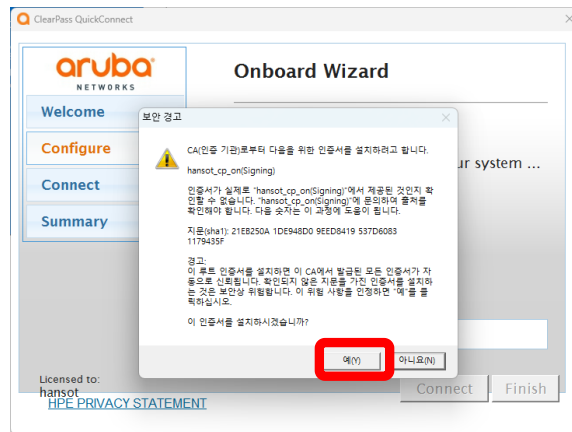 ClearPass QuickConnect
aruba
NETWORKS
Onboard Wizard
Welcome
Configure
Connect
Summary
ur system ...
보안 경고
CA(인증 기관)로부터 다음을 위한 인증서를 설치하려고 합니다.
hansot_cp_on(Signing)
인증서가 실제로 "hansot_cp_on(Signing)"에서 제공된 것인지 확
인할 수 없습니다. "hansot_cp_on(Signing)"에 문의하여 출처를
확인해야 합니다. 다음 숫자는 이 과정에 도움이 됩니다.
지문(sha1): 21EB250A 1DE948D0 9EED8419 537D6083
1179435F
경고:
이 루트 인증서를 설치하면 이 CA에서 발급된 모든 인증서가 자
동으로 신뢰됩니다. 확인되지 않은 지문을 가진 인증서를 설치하
는 것은 보안상 위험합니다. 이 위험 사항을 인정하면 "예"를 클
릭하십시오.
이 인증서를 설치하시겠습니까?
예(Y)
아니요(N)
Licensed to:
hansot
HPE PRIVACY STATEMENT
Connect
Finish